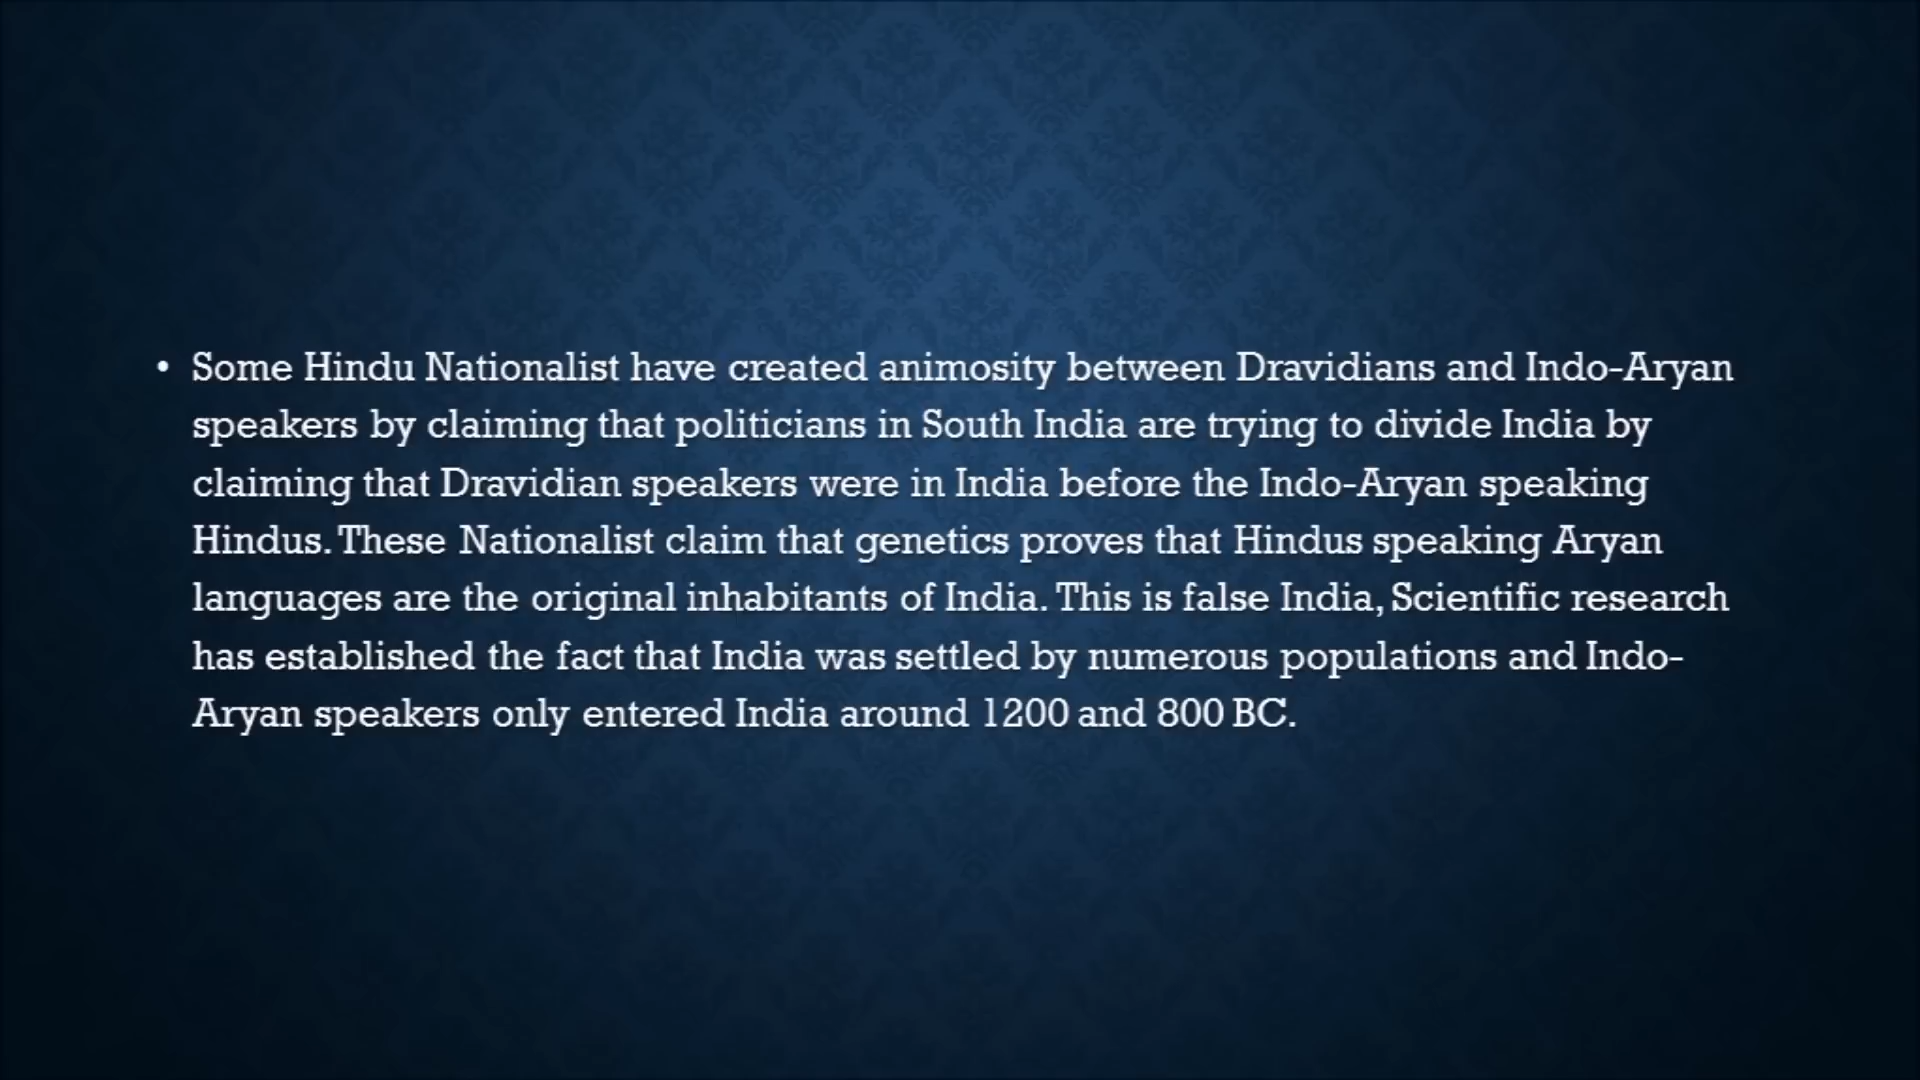 • Some Hindu Nationalist have created animosity between Dravidians and Indo-Aryan
speakers by claiming that politicians in South India are trying to divide India by
claiming that Dravidian speakers were in India before the Indo-Aryan speaking
Hindus. These Nationalist claim that genetics proves that Hindus speaking Aryan
languages are the original inhabitants of India. This is false India, Scientific research
has established the fact that India was settled by numerous populations and Indo-
Aryan speakers only entered India around 1200 and 800 BC.